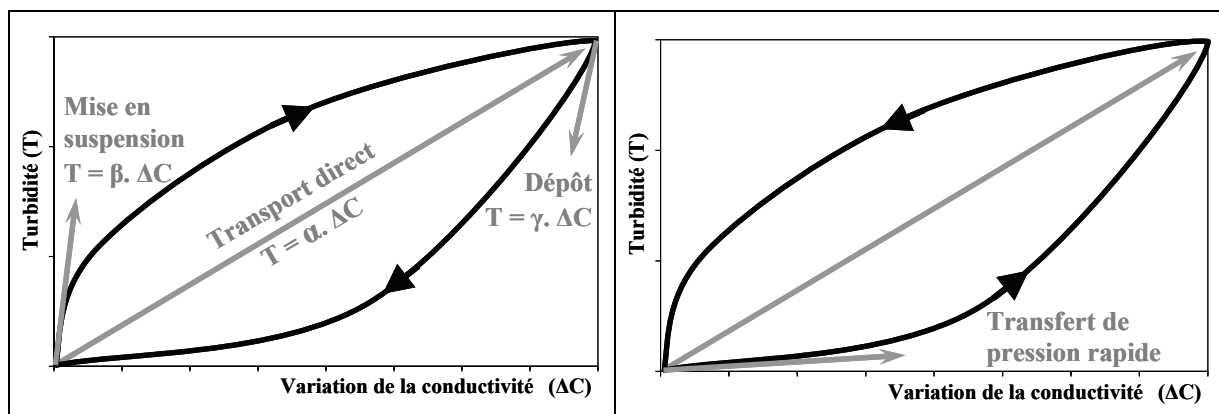 Turbidité (T)
Mise en
suspension
T = β. ΔC
Transport direct
T = α. ΔC
Dépôt
T = γ. ΔC
Variation de la conductivité (ΔC)
Turbidité (T)
Transfert de
pression rapide
Variation de la conductivité (ΔC)